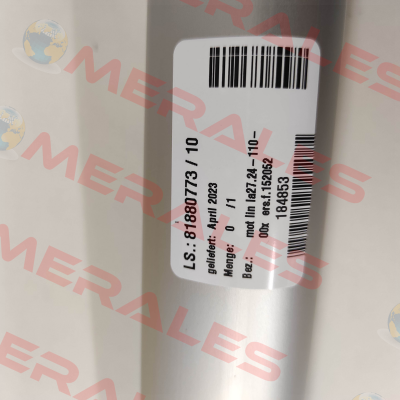 LS.: 81880773 / 10
geliefert: April 2023
Menge: 0 /1
Bez.: mot lin la27.24-110-
00x ers.f.152052
184853
MERALES
MERALES
MERALES